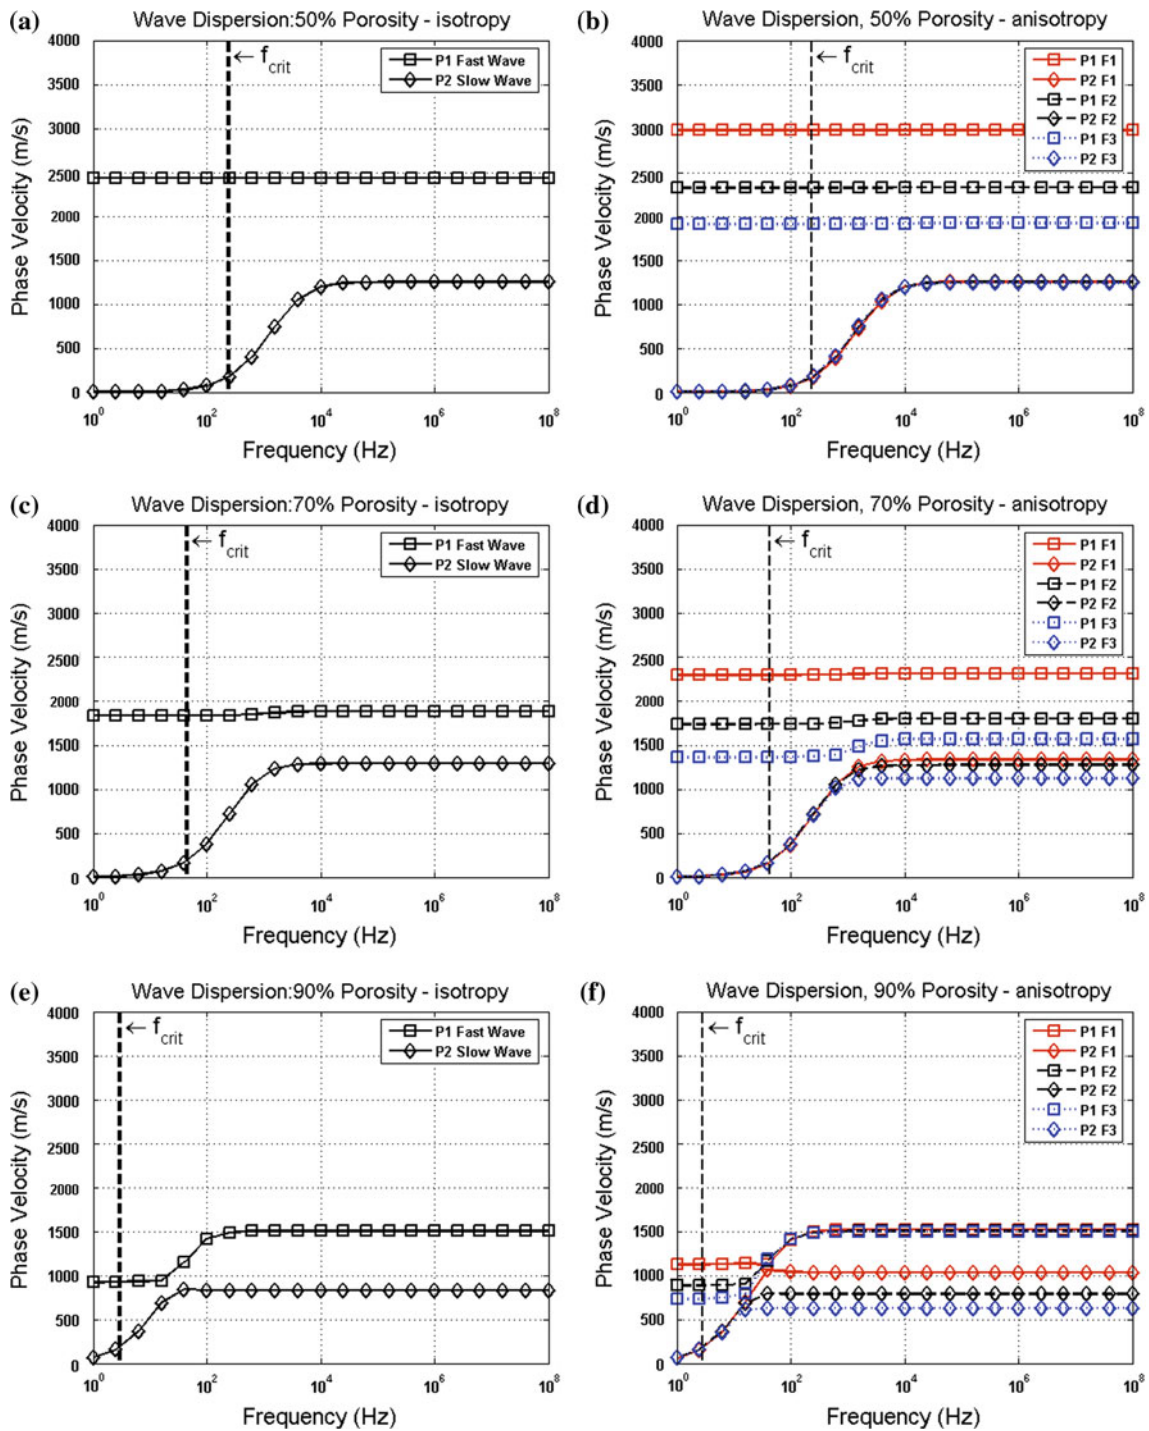 (a)
Wave Dispersion:50% Porosity - isotropy
4000
3500
3000
2500
2000
1500
1000
500
0
Phase Velocity (m/s)
← f_crit
P1 Fast Wave
P2 Slow Wave
10^0 10^2 10^4 10^6 10^8
Frequency (Hz)
(b)
Wave Dispersion, 50% Porosity - anisotropy
4000
3500
3000
2500
2000
1500
1000
500
0
Phase Velocity (m/s)
← f_crit
P1 F1
P2 F1
P1 F2
P2 F2
P1 F3
P2 F3
10^0 10^2 10^4 10^6 10^8
Frequency (Hz)
(c)
Wave Dispersion:70% Porosity - isotropy
4000
3500
3000
2500
2000
1500
1000
500
0
Phase Velocity (m/s)
← f_crit
P1 Fast Wave
P2 Slow Wave
10^0 10^2 10^4 10^6 10^8
Frequency (Hz)
(d)
Wave Dispersion, 70% Porosity - anisotropy
4000
3500
3000
2500
2000
1500
1000
500
0
Phase Velocity (m/s)
← f_crit
P1 F1
P2 F1
P1 F2
P2 F2
P1 F3
P2 F3
10^0 10^2 10^4 10^6 10^8
Frequency (Hz)
(e)
Wave Dispersion:90% Porosity - isotropy
4000
3500
3000
2500
2000
1500
1000
500
0
Phase Velocity (m/s)
← f_crit
P1 Fast Wave
P2 Slow Wave
10^0 10^2 10^4 10^6 10^8
Frequency (Hz)
(f)
Wave Dispersion, 90% Porosity - anisotropy
4000
3500
3000
2500
2000
1500
1000
500
0
Phase Velocity (m/s)
← f_crit
P1 F1
P2 F1
P1 F2
P2 F2
P1 F3
P2 F3
10^0 10^2 10^4 10^6 10^8
Frequency (Hz)